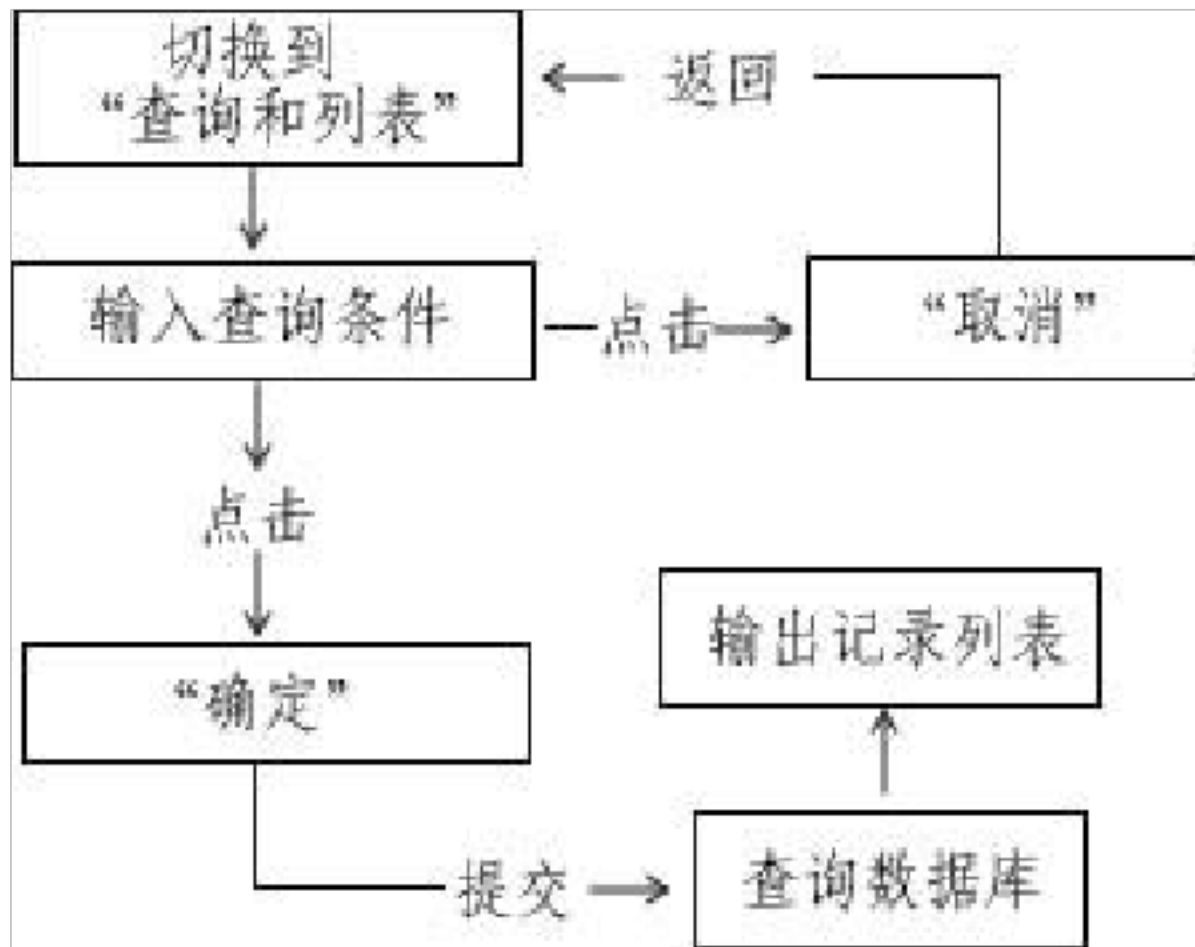 切换到
“查询和列表”
返回
输入查询条件
点击
“取消”
点击
“确定”
输出记录列表
提交
查询数据库